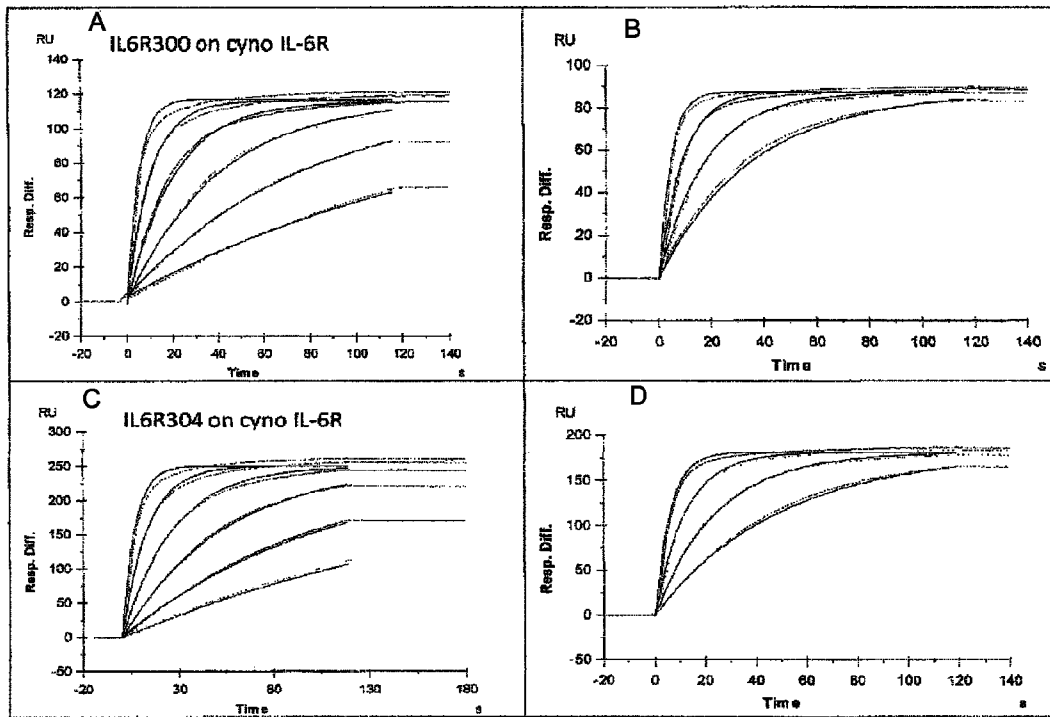 A
RU
IL6R300 on cyno IL-6R
140
120
100
80
60
40
20
0
-20
Resp. Diff.
-20 0 20 40 60 80 100 120 140
Time s
B
RU
100
80
60
40
20
0
-20
Resp. Diff.
-20 0 20 40 60 80 100 120 140
Time s
C
RU
IL6R304 on cyno IL-6R
300
250
200
150
100
50
0
-50
Resp. Diff.
-20 30 80 130 180
Time s
D
RU
200
150
100
50
0
-50
Resp. Diff.
-20 0 20 40 60 80 100 120 140
Time s